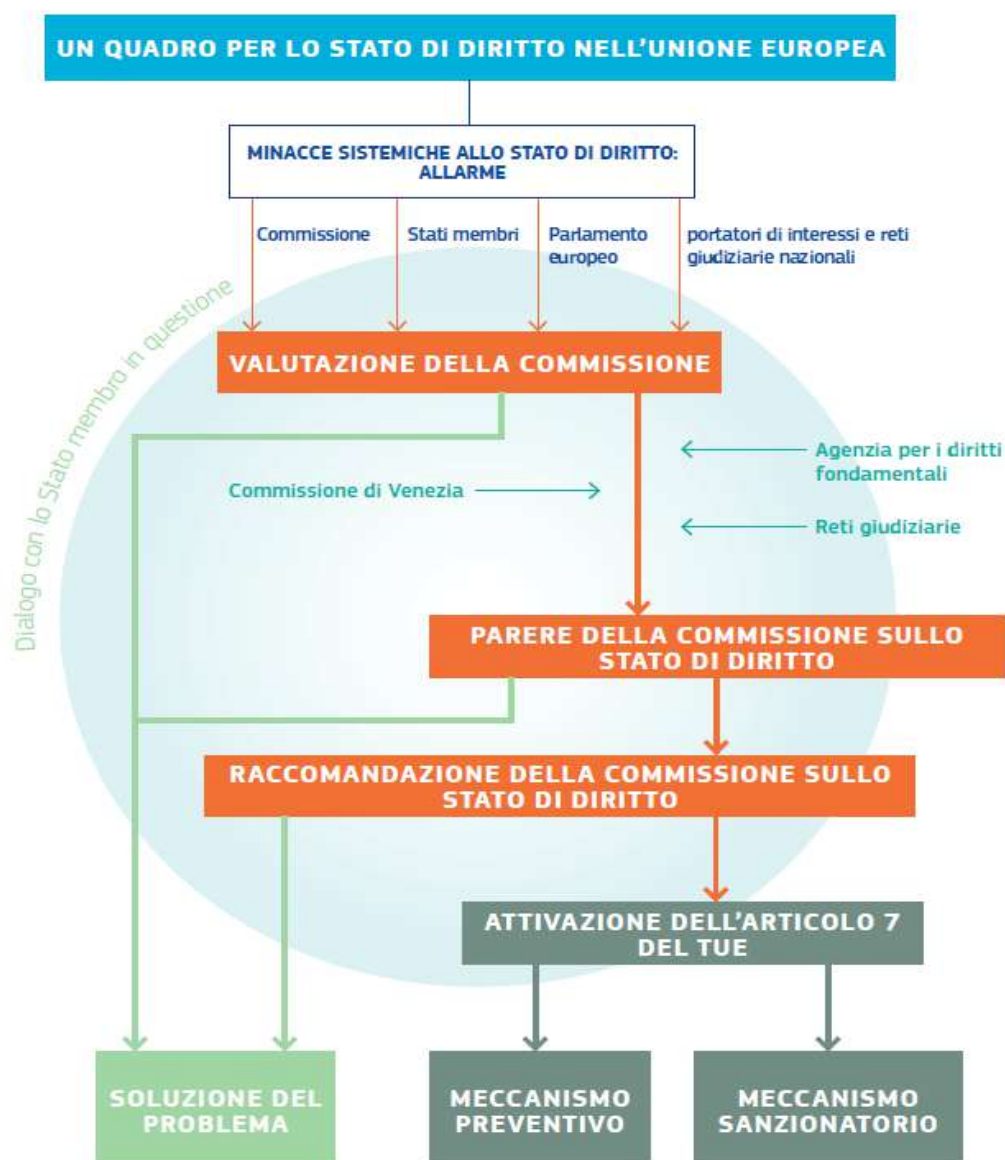 UN QUADRO PER LO STATO DI DIRITTO NELL'UNIONE EUROPEA
MINACCE SISTEMICHE ALLO STATO DI DIRITTO:
ALLARME
Commissione
Stati membri
Parlamento
europeo
portatori di interessi e reti
giudiziarie nazionali
Dialogo con lo Stato membro in questione
VALUTAZIONE DELLA COMMISSIONE
Agenzia per i diritti
fondamentali
Commissione di Venezia
Reti giudiziarie
PARERE DELLA COMMISSIONE SULLO
STATO DI DIRITTO
RACCOMANDAZIONE DELLA COMMISSIONE SULLO
STATO DI DIRITTO
ATTIVAZIONE DELL'ARTICOLO 7
DEL TUE
SOLUZIONE DEL
PROBLEMA
MECCANISMO
PREVENTIVO
MECCANISMO
SANZIONATORIO